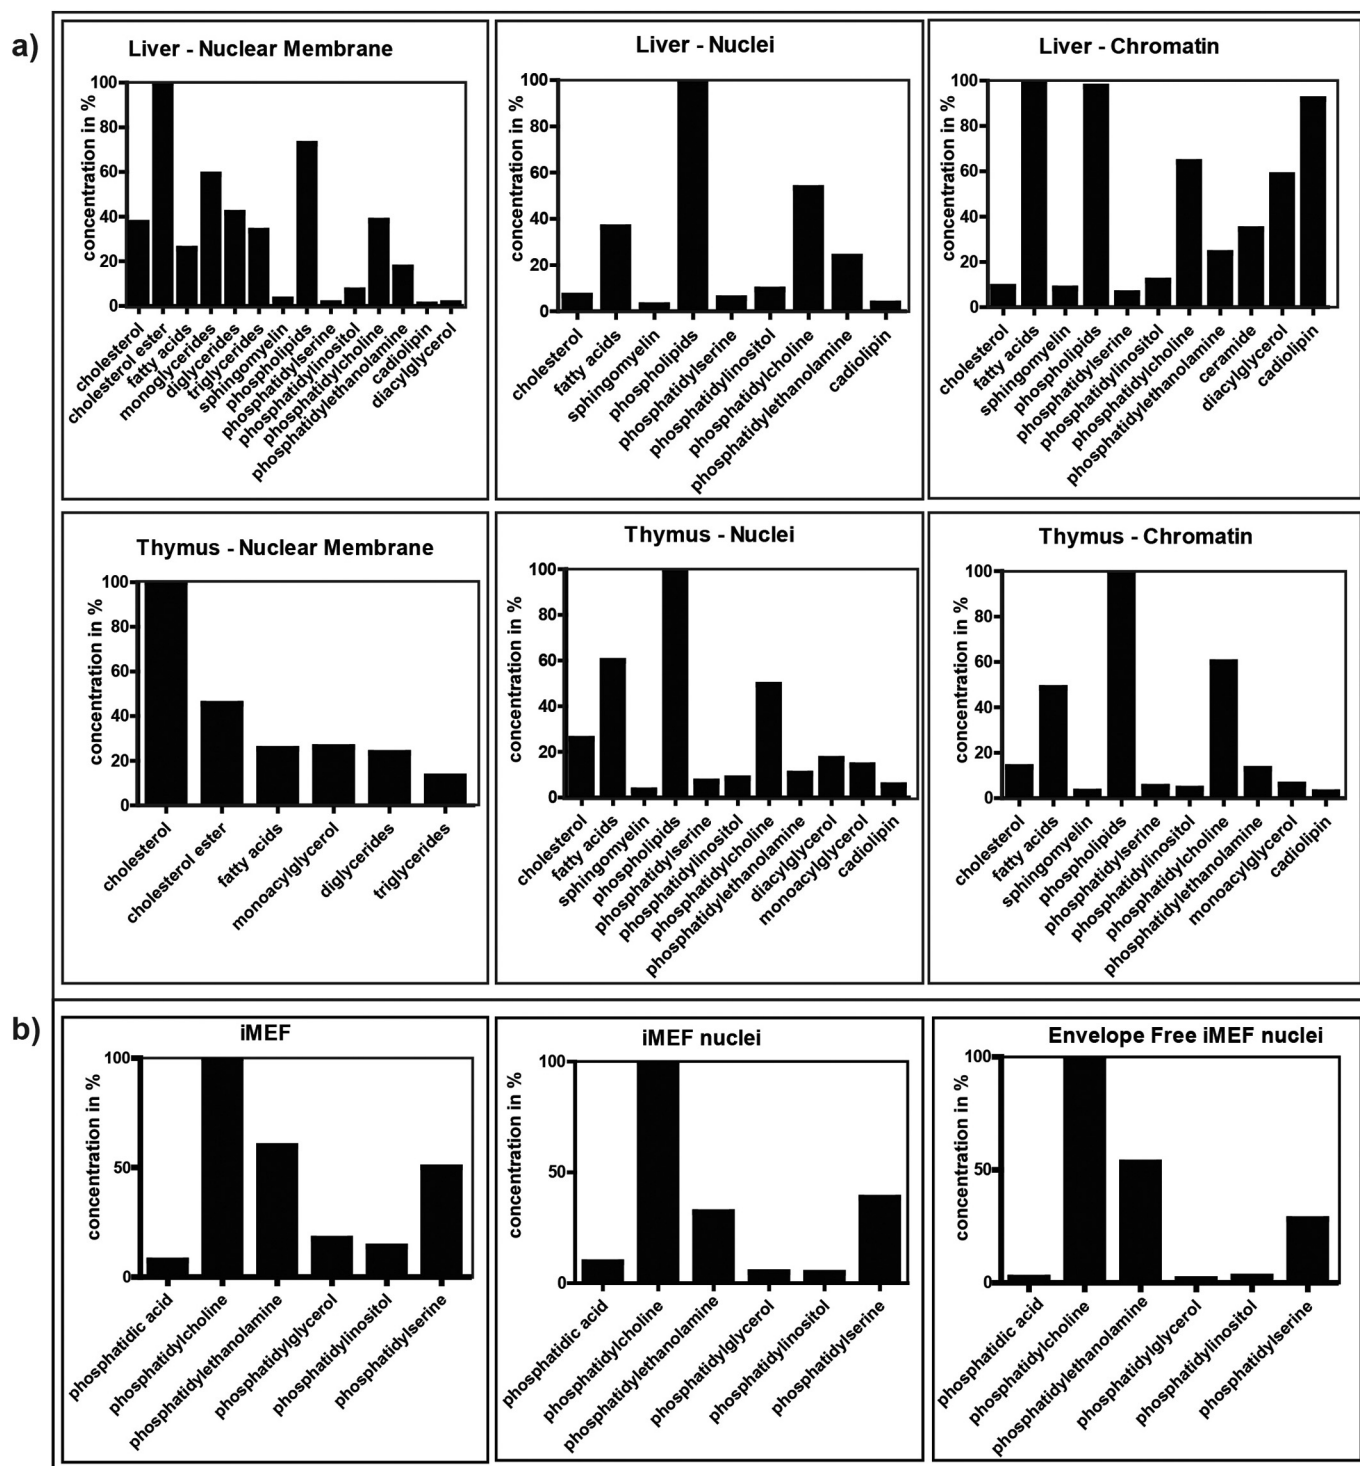 a)
Liver - Nuclear Membrane
concentration in %
100
80
60
40
20
0
cholesterol
cholesterol ester
fatty acids
monoglycerides
diglycerides
triglycerides
sphingomyelin
phospholipids
phosphatidylserine
phosphatidylinositol
phosphatidylcholine
phosphatidylethanolamine
cadiolipin
diacylglycerol
Liver - Nuclei
concentration in %
100
80
60
40
20
0
cholesterol
fatty acids
sphingomyelin
phospholipids
phosphatidylserine
phosphatidylinositol
phosphatidylcholine
phosphatidylethanolamine
cadiolipin
Liver - Chromatin
concentration in %
100
80
60
40
20
0
cholesterol
fatty acids
sphingomyelin
phospholipids
phosphatidylserine
phosphatidylinositol
phosphatidylcholine
phosphatidylethanolamine
ceramide
diacylglycerol
cadiolipin
Thymus - Nuclear Membrane
concentration in %
100
80
60
40
20
0
cholesterol
cholesterol ester
fatty acids
monoacylglycerol
diglycerides
triglycerides
Thymus - Nuclei
concentration in %
100
80
60
40
20
0
cholesterol
fatty acids
sphingomyelin
phospholipids
phosphatidylserine
phosphatidylinositol
phosphatidylcholine
phosphatidylethanolamine
diacylglycerol
monoacylglycerol
cadiolipin
Thymus - Chromatin
concentration in %
100
80
60
40
20
0
cholesterol
fatty acids
sphingomyelin
phospholipids
phosphatidylserine
phosphatidylinositol
phosphatidylcholine
phosphatidylethanolamine
monoacylglycerol
cadiolipin
b)
iMEF
concentration in %
100
50
0
phosphatidic acid
phosphatidylcholine
phosphatidylethanolamine
phosphatidylglycerol
phosphatidylinositol
phosphatidylserine
iMEF nuclei
concentration in %
100
50
0
phosphatidic acid
phosphatidylcholine
phosphatidylethanolamine
phosphatidylglycerol
phosphatidylinositol
phosphatidylserine
Envelope Free iMEF nuclei
concentration in %
100
50
0
phosphatidic acid
phosphatidylcholine
phosphatidylethanolamine
phosphatidylglycerol
phosphatidylinositol
phosphatidylserine